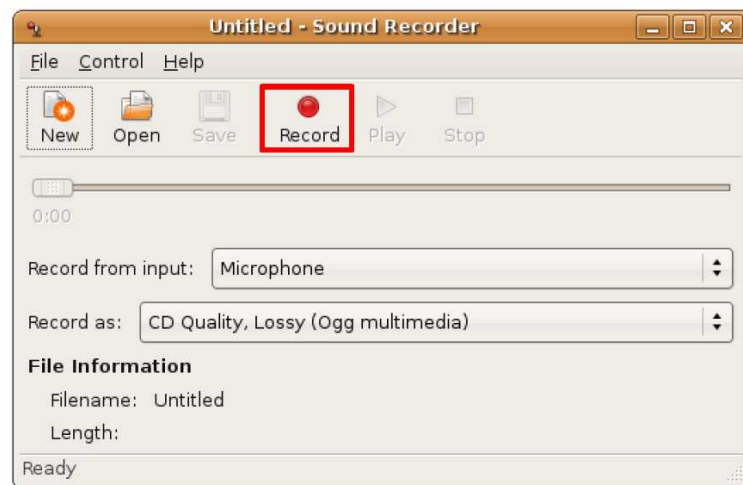 Untitled - Sound Recorder
File Control Help
New Open Save Record Play Stop
0:00
Record from input: Microphone
Record as: CD Quality, Lossy (Ogg multimedia)
File Information
Filename: Untitled
Length:
Ready